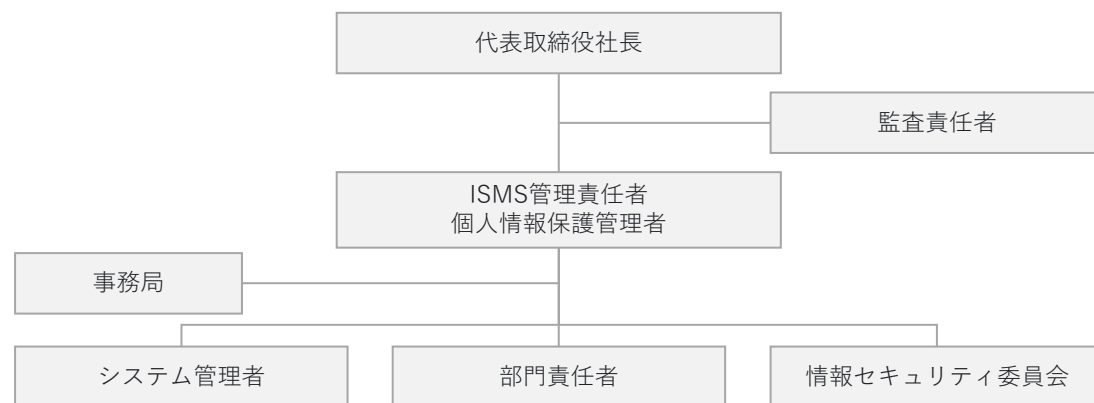 代表取締役社長
監査責任者
ISMS管理責任者
個人情報保護管理者
事務局
システム管理者
部門責任者
情報セキュリティ委員会